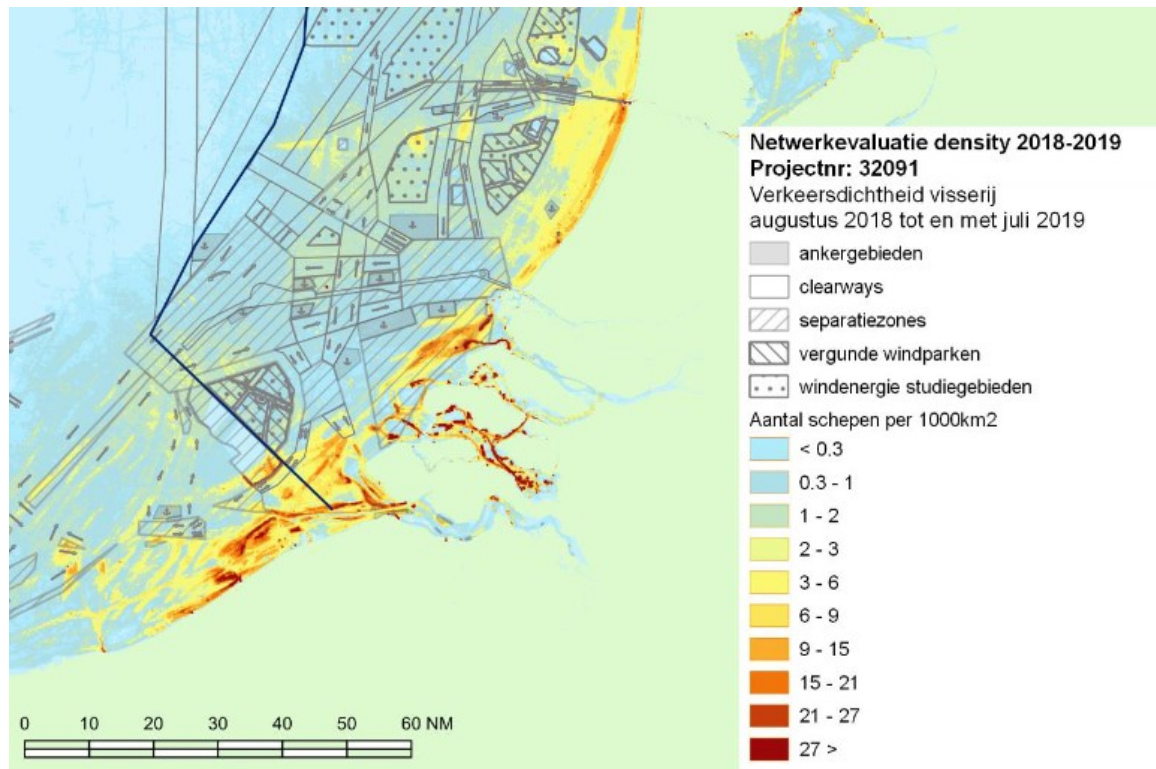 Netwerkevaluatie density 2018-2019
Projectnr: 32091
Verkeersdichtheid visserij
augustus 2018 tot en met juli 2019
ankergebieden
clearways
separatiezones
vergunde windparken
windenergie studiegebieden
Aantal schepen per 1000km2
< 0.3
0.3 - 1
1 - 2
2 - 3
3 - 6
6 - 9
9 - 15
15 - 21
21 - 27
27 >
0 10 20 30 40 50 60 NM